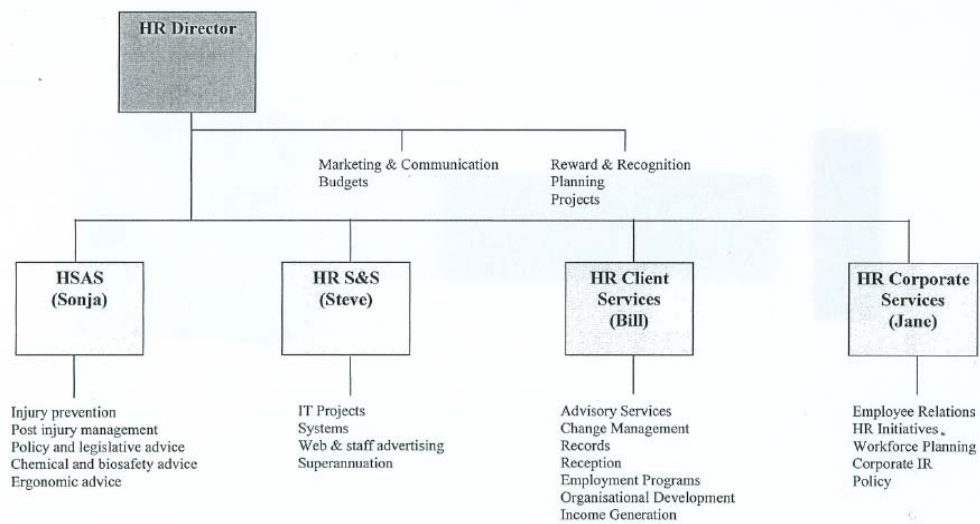 HR Director
Marketing & Communication
Budgets
Reward & Recognition
Planning
Projects
HSAS
(Sonja)
HR S&S
(Steve)
HR Client
Services
(Bill)
HR Corporate
Services
(Jane)
Injury prevention
Post injury management
Policy and legislative advice
Chemical and biosafety advice
Ergonomic advice
IT Projects
Systems
Web & staff advertising
Superannuation
Advisory Services
Change Management
Records
Reception
Employment Programs
Organisational Development
Income Generation
Employee Relations
HR Initiatives
Workforce Planning
Corporate IR
Policy